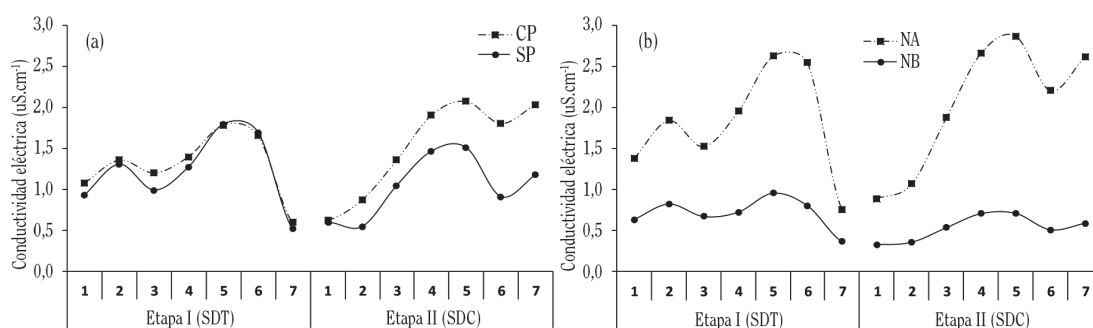 (a)
CP
SP
Conductividad eléctrica (uS.cm⁻¹)
3,0
2,5
2,0
1,5
1,0
0,5
0,0
1 2 3 4 5 6 7 1 2 3 4 5 6 7
Etapa I (SDT) Etapa II (SDC)
(b)
NA
NB
Conductividad eléctrica (uS.cm⁻¹)
3,0
2,5
2,0
1,5
1,0
0,5
0,0
1 2 3 4 5 6 7 1 2 3 4 5 6 7
Etapa I (SDT) Etapa II (SDC)